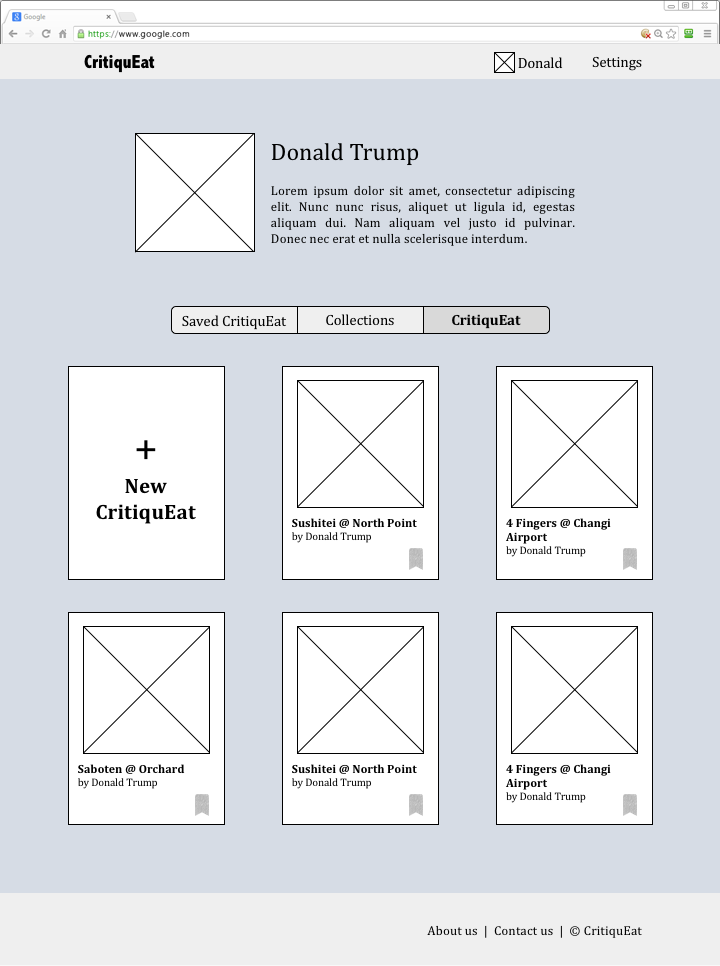 Google
https://www.google.com
CritiquEat
Donald
Settings
Donald Trump
Lorem ipsum dolor sit amet, consectetur adipiscing
elit. Nunc nunc risus, aliquet ut ligula id, egestas
aliquam dui. Nam aliquam vel justo id pulvinar.
Donec nec erat et nulla scelerisque interdum.
Saved CritiquEat
Collections
CritiquEat
+
New
CritiquEat
Sushitei @ North Point
by Donald Trump
4 Fingers @ Changi
Airport
by Donald Trump
Saboten @ Orchard
by Donald Trump
Sushitei @ North Point
by Donald Trump
4 Fingers @ Changi
Airport
by Donald Trump
About us | Contact us | © CritiquEat